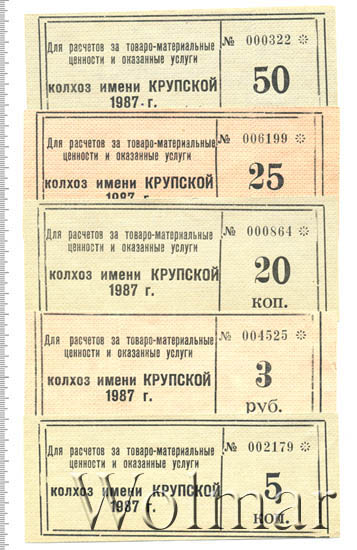 Для расчетов за товаро-материальные
ценности и оказанные услуги
колхоз имени КРУПСКОЙ
1987 г.
№ 000322
50
Для расчетов за товаро-материальные
ценности и оказанные услуги
колхоз имени КРУПСКОЙ
1987 г.
№ 006199
25
Для расчетов за товаро-материальные
ценности и оказанные услуги
колхоз имени КРУПСКОЙ
1987 г.
№ 000864
20
коп.
Для расчетов за товаро-материальные
ценности и оказанные услуги
колхоз имени КРУПСКОЙ
1987 г.
№ 004525
3
руб.
Для расчетов за товаро-материальные
ценности и оказанные услуги
колхоз имени КРУПСКОЙ
1987 г.
№ 002179
5
коп.
Wolmar